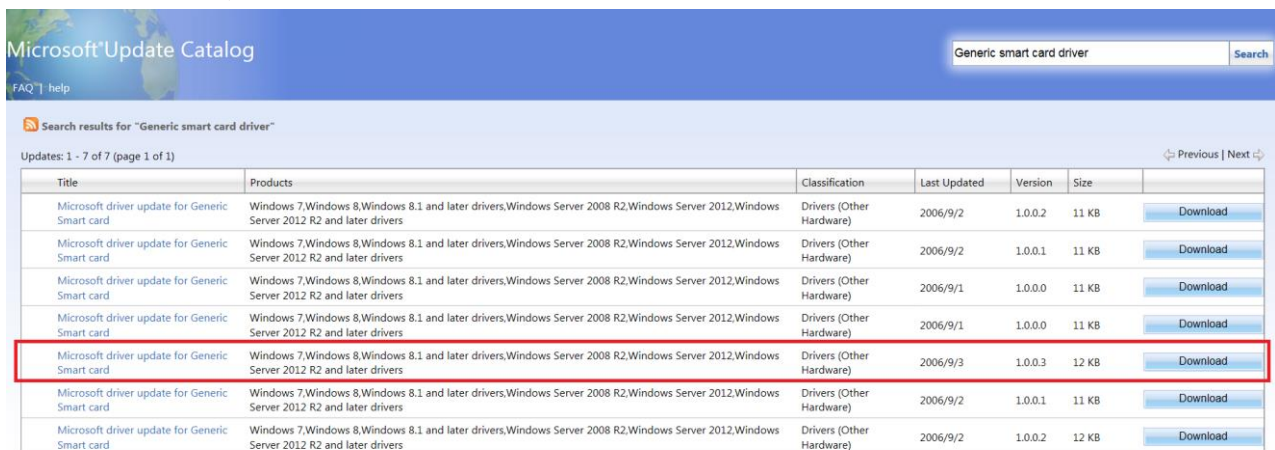 Microsoft® Update Catalog
Generic smart card driver
Search
FAQ | help
Search results for "Generic smart card driver"
Updates: 1 - 7 of 7 (page 1 of 1)
Previous | Next
Title Products Classification Last Updated Version Size
Microsoft driver update for Generic Windows 7,Windows 8,Windows 8.1 and later drivers,Windows Server 2008 R2,Windows Server 2012,Windows Drivers (Other 2006/9/2 1.0.0.2 11 KB Download
Smart card Server 2012 R2 and later drivers Hardware)
Microsoft driver update for Generic Windows 7,Windows 8,Windows 8.1 and later drivers,Windows Server 2008 R2,Windows Server 2012,Windows Drivers (Other 2006/9/2 1.0.0.1 11 KB Download
Smart card Server 2012 R2 and later drivers Hardware)
Microsoft driver update for Generic Windows 7,Windows 8,Windows 8.1 and later drivers,Windows Server 2008 R2,Windows Server 2012,Windows Drivers (Other 2006/9/1 1.0.0.0 11 KB Download
Smart card Server 2012 R2 and later drivers Hardware)
Microsoft driver update for Generic Windows 7,Windows 8,Windows 8.1 and later drivers,Windows Server 2008 R2,Windows Server 2012,Windows Drivers (Other 2006/9/1 1.0.0.0 11 KB Download
Smart card Server 2012 R2 and later drivers Hardware)
Microsoft driver update for Generic Windows 7,Windows 8,Windows 8.1 and later drivers,Windows Server 2008 R2,Windows Server 2012,Windows Drivers (Other 2006/9/3 1.0.0.3 12 KB Download
Smart card Server 2012 R2 and later drivers Hardware)
Microsoft driver update for Generic Windows 7,Windows 8,Windows 8.1 and later drivers,Windows Server 2008 R2,Windows Server 2012,Windows Drivers (Other 2006/9/2 1.0.0.1 11 KB Download
Smart card Server 2012 R2 and later drivers Hardware)
Microsoft driver update for Generic Windows 7,Windows 8,Windows 8.1 and later drivers,Windows Server 2008 R2,Windows Server 2012,Windows Drivers (Other 2006/9/2 1.0.0.2 12 KB Download
Smart card Server 2012 R2 and later drivers Hardware)